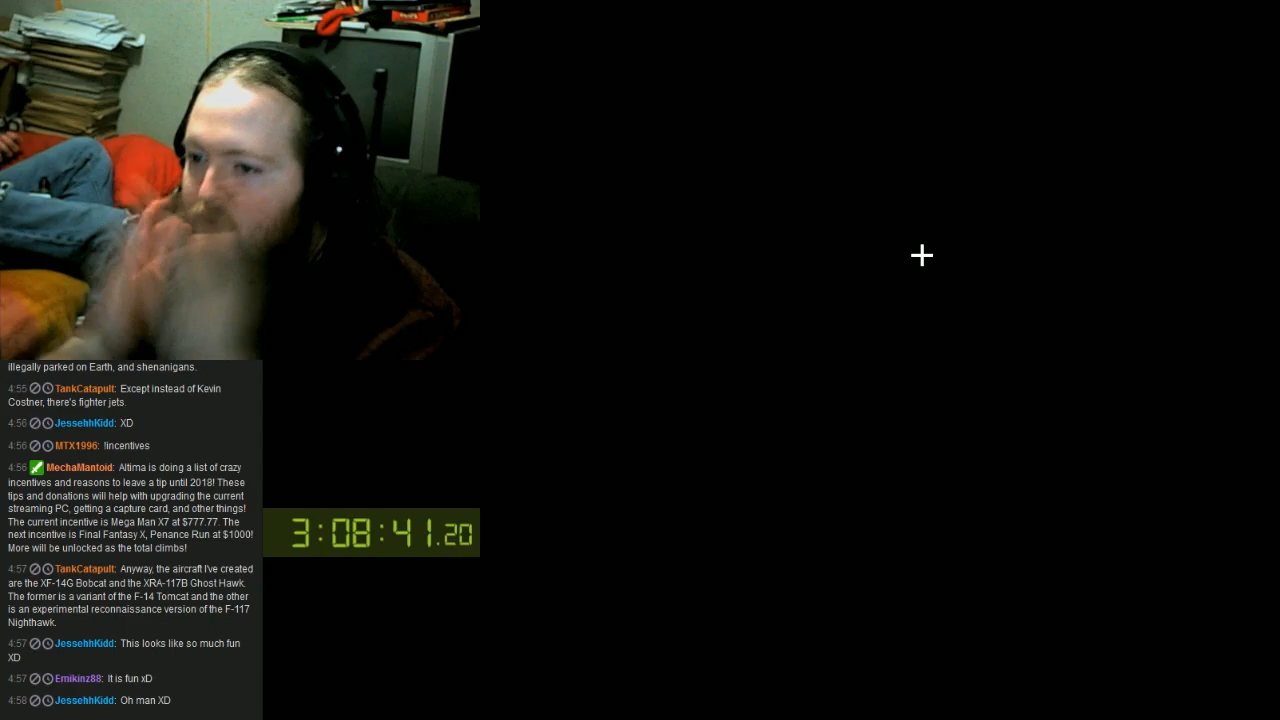 illegally parked on Earth, and shenanigans.
4:55 TankCatapult: Except instead of Kevin
Costner, there's fighter jets.
4:56 JessehhKidd: XD
4:56 MTX1996: !incentives
4:56 MechaMantoid: Altima is doing a list of crazy
incentives and reasons to leave a tip until 2018! These
tips and donations will help with upgrading the current
streaming PC, getting a capture card, and other things!
The current incentive is Mega Man X7 at $777.77. The
next incentive is Final Fantasy X, Penance Run at $1000!
More will be unlocked as the total climbs!
4:57 TankCatapult: Anyway, the aircraft I've created
are the XF-14G Bobcat and the XRA-117B Ghost Hawk.
The former is a variant of the F-14 Tomcat and the other
is an experimental reconnaissance version of the F-117
Nighthawk.
4:57 JessehhKidd: This looks like so much fun
XD
4:57 Emikinz88: It is fun xD
4:58 JessehhKidd: Oh man XD
3:08:41.20